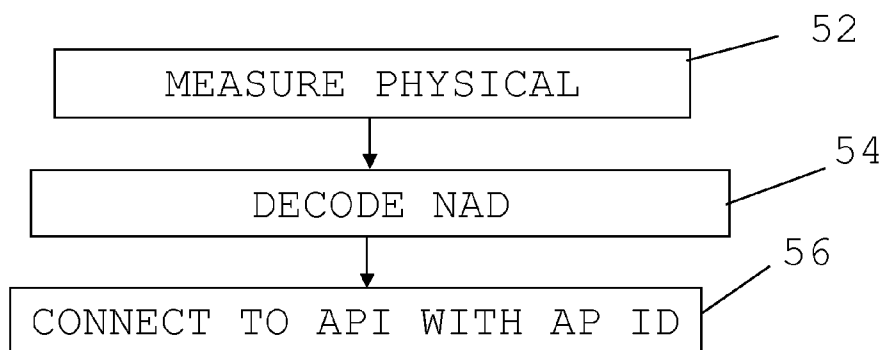 52
MEASURE PHYSICAL
54
DECODE NAD
56
CONNECT TO API WITH AP ID